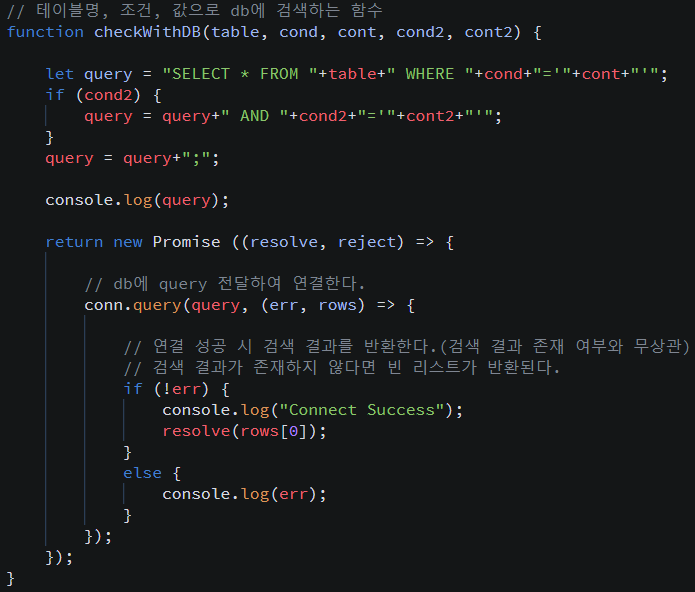 // 테이블명, 조건, 값으로 db에 검색하는 함수
function checkWithDB(table, cond, cont, cond2, cont2) {
    let query = "SELECT * FROM "+table+" WHERE "+cond+"='"+cont+"'";
    if (cond2) {
        query = query+" AND "+cond2+"='"+cont2+"'";
    }
    query = query+";";
    console.log(query);
    return new Promise ((resolve, reject) => {
        // db에 query 전달하여 연결한다.
        conn.query(query, (err, rows) => {
            // 연결 성공 시 검색 결과를 반환한다.(검색 결과 존재 여부와 무상관)
            // 검색 결과가 존재하지 않다면 빈 리스트가 반환된다.
            if (!err) {
                console.log("Connect Success");
                resolve(rows[0]);
            }
            else {
                console.log(err);
            }
        });
    });
}